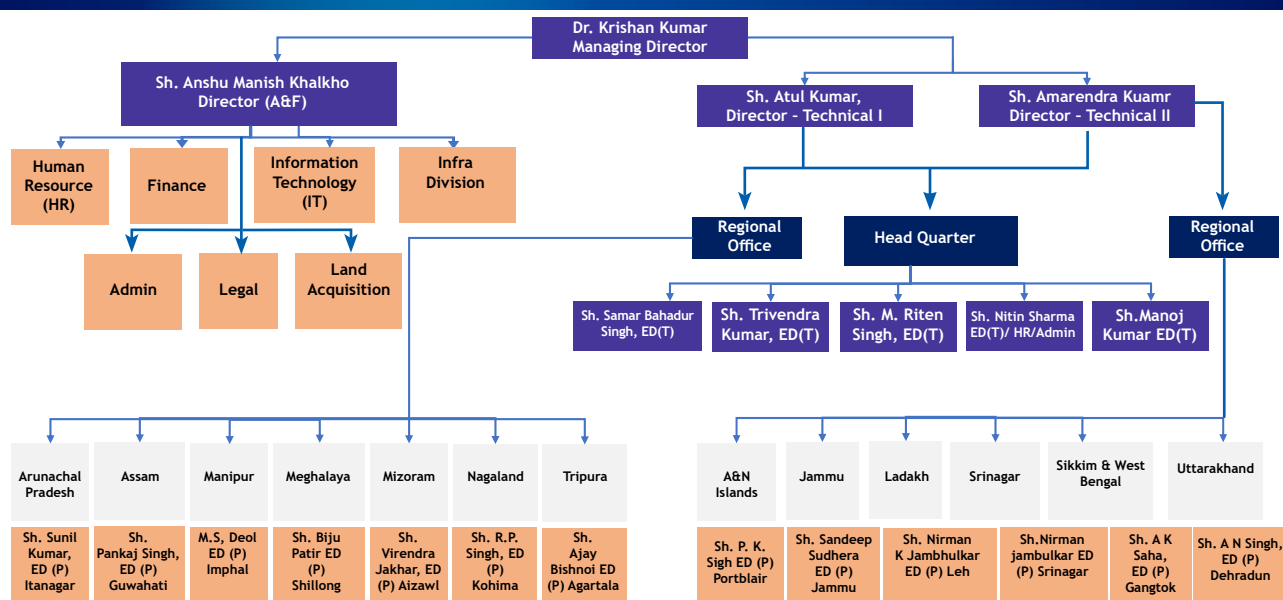 Dr. Krishan Kumar
Managing Director
Sh. Anshu Manish Khalkho
Director (A&F)
Sh. Atul Kumar,
Director - Technical I
Sh. Amarendra Kuamr
Director - Technical II
Human
Resource
(HR)
Finance
Information
Technology
(IT)
Infra
Division
Admin
Legal
Land
Acquisition
Regional
Office
Head Quarter
Regional
Office
Sh. Samar Bahadur
Singh, ED(T)
Sh. Trivendra
Kumar, ED(T)
Sh. M. Riten
Singh, ED(T)
Sh. Nitin Sharma
ED(T)/ HR/Admin
Sh.Manoj
Kumar ED(T)
Arunachal
Pradesh
Assam
Manipur
Meghalaya
Mizoram
Nagaland
Tripura
A&N
Islands
Jammu
Ladakh
Srinagar
Sikkim & West
Bengal
Uttarakhand
Sh. Sunil
Kumar,
ED (P)
Itanagar
Sh.
Pankaj Singh,
ED (P)
Guwahati
M.S, Deol
ED (P)
Imphal
Sh. Biju
Patir ED
(P)
Shillong
Sh.
Virendra
Jakhar, ED
(P) Aizawl
Sh. R.P.
Singh, ED
(P)
Kohima
Sh.
Ajay
Bishnoi ED
(P) Agartala
Sh. P. K.
Sigh ED (P)
Portblair
Sh. Sandeep
Sudhera
ED (P)
Jammu
Sh. Nirman
K Jambhulkar
ED (P) Leh
Sh.Nirman
jambulkar ED
(P) Srinagar
Sh. A K
Saha,
ED (P)
Gangtok
Sh. A N Singh,
ED (P)
Dehradun